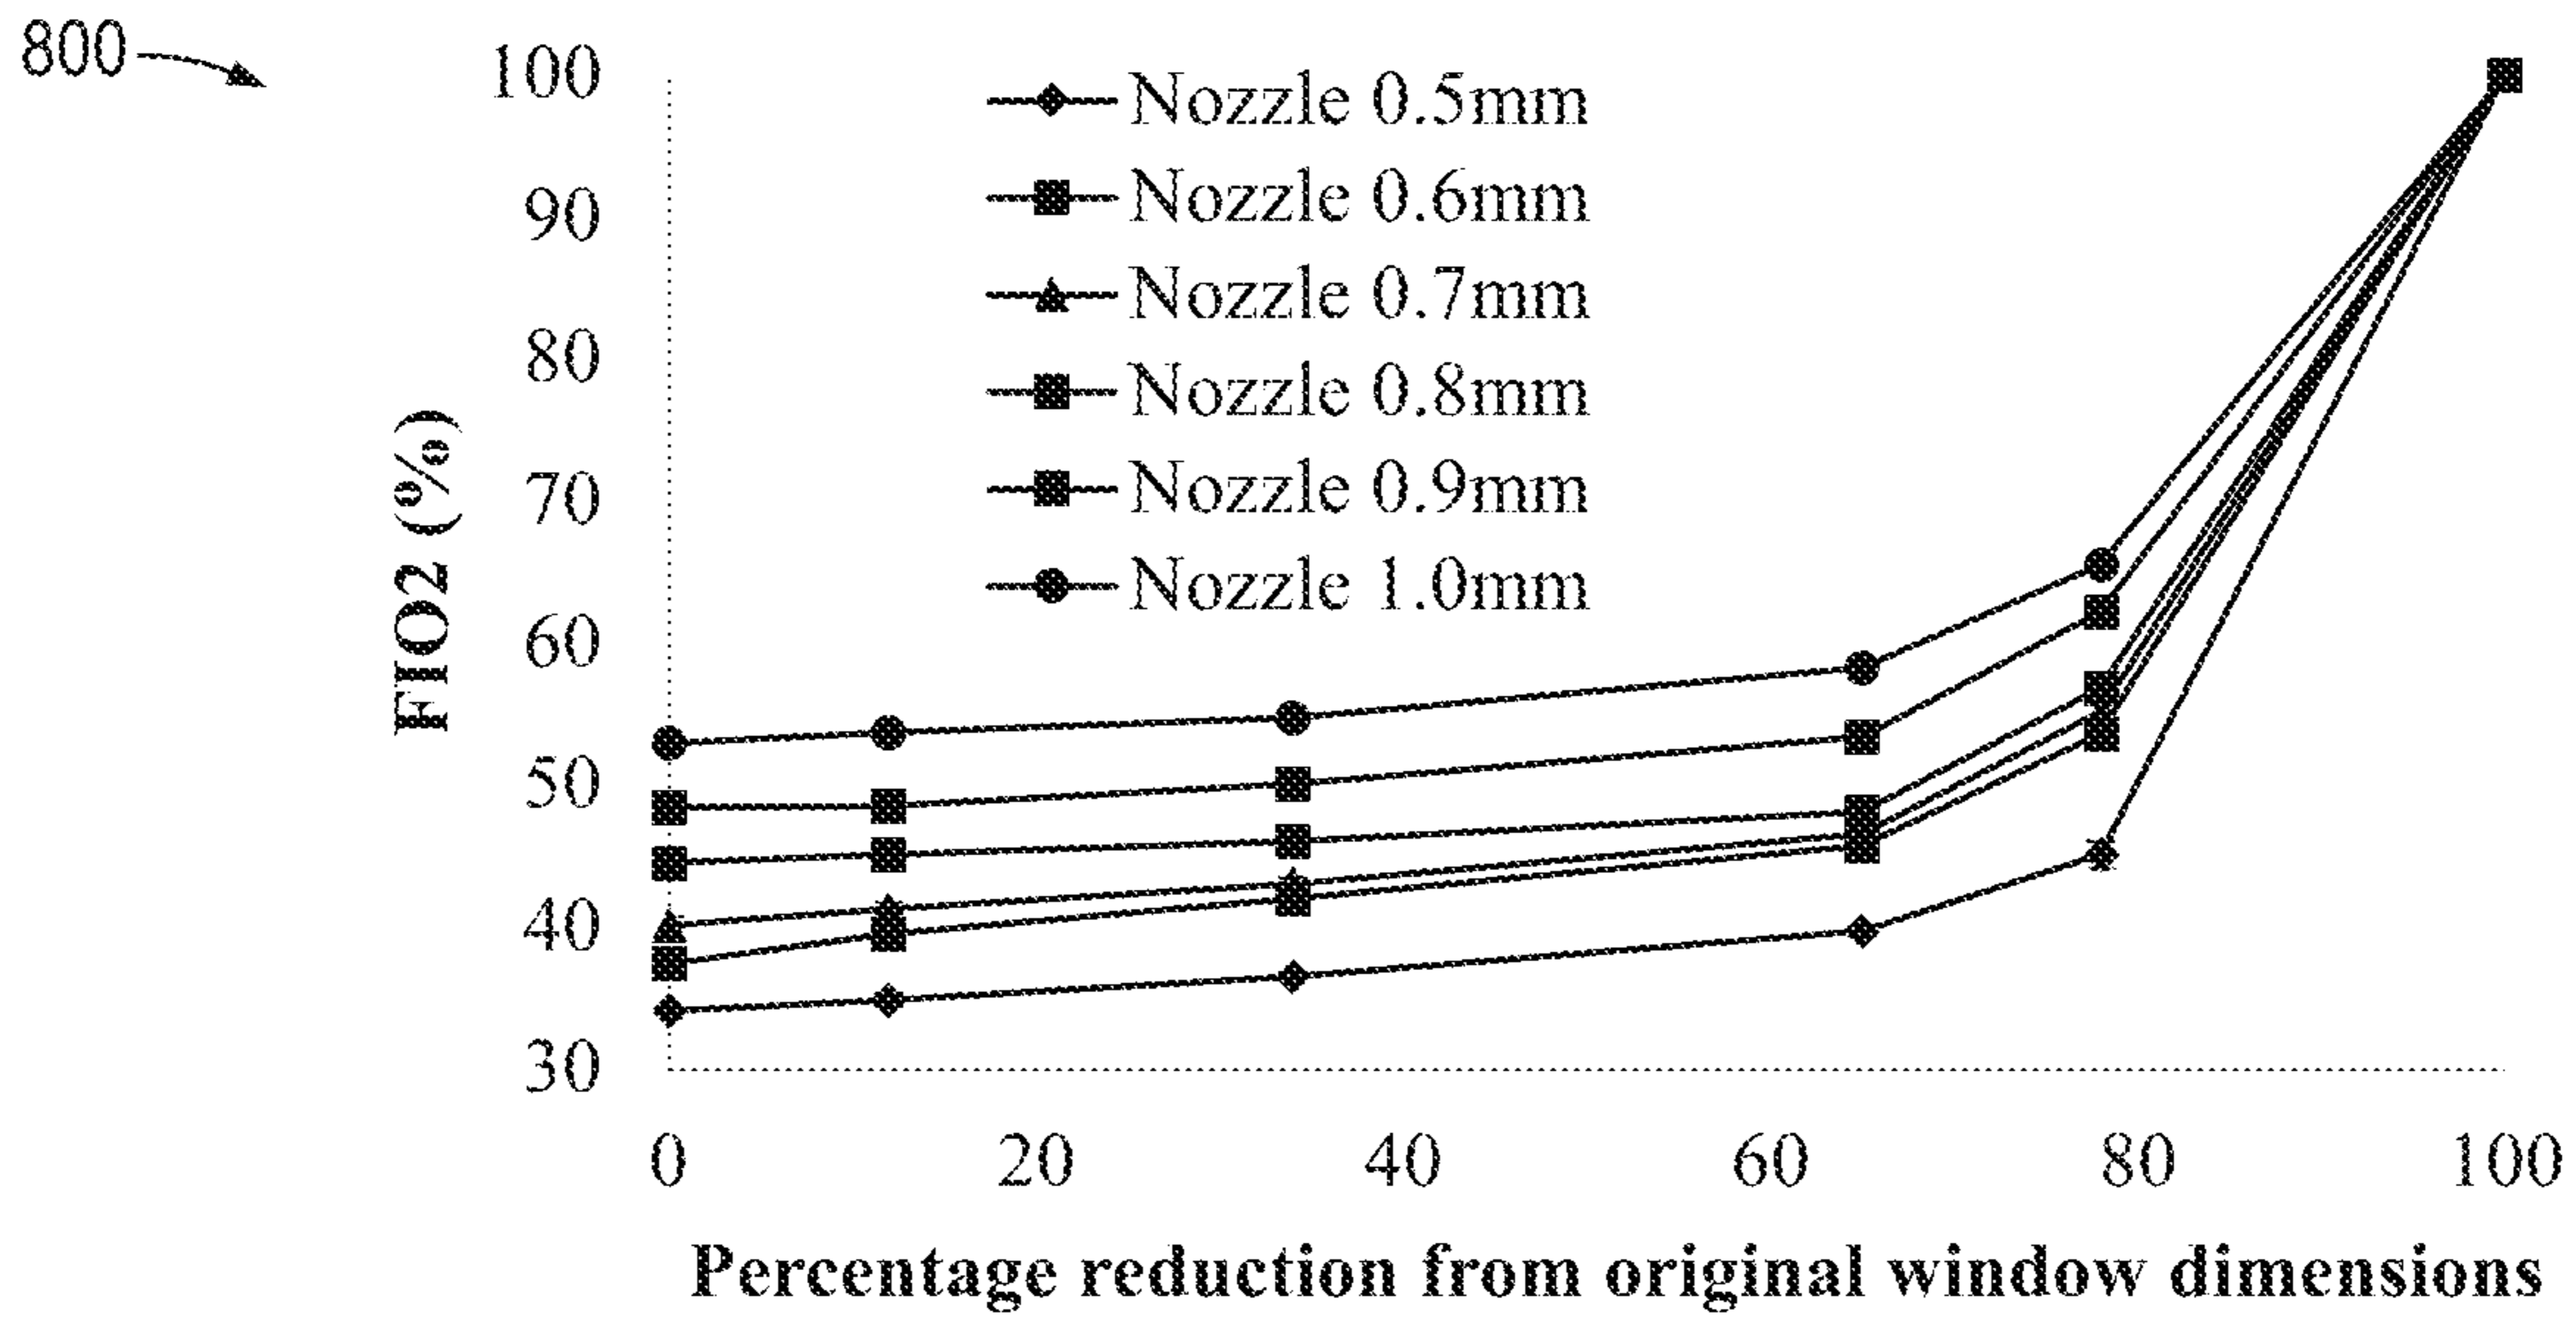 800
100
90
80
70
60
50
40
30
FIO2 (%)
Nozzle 0.5mm
Nozzle 0.6mm
Nozzle 0.7mm
Nozzle 0.8mm
Nozzle 0.9mm
Nozzle 1.0mm
0 20 40 60 80 100
Percentage reduction from original window dimensions